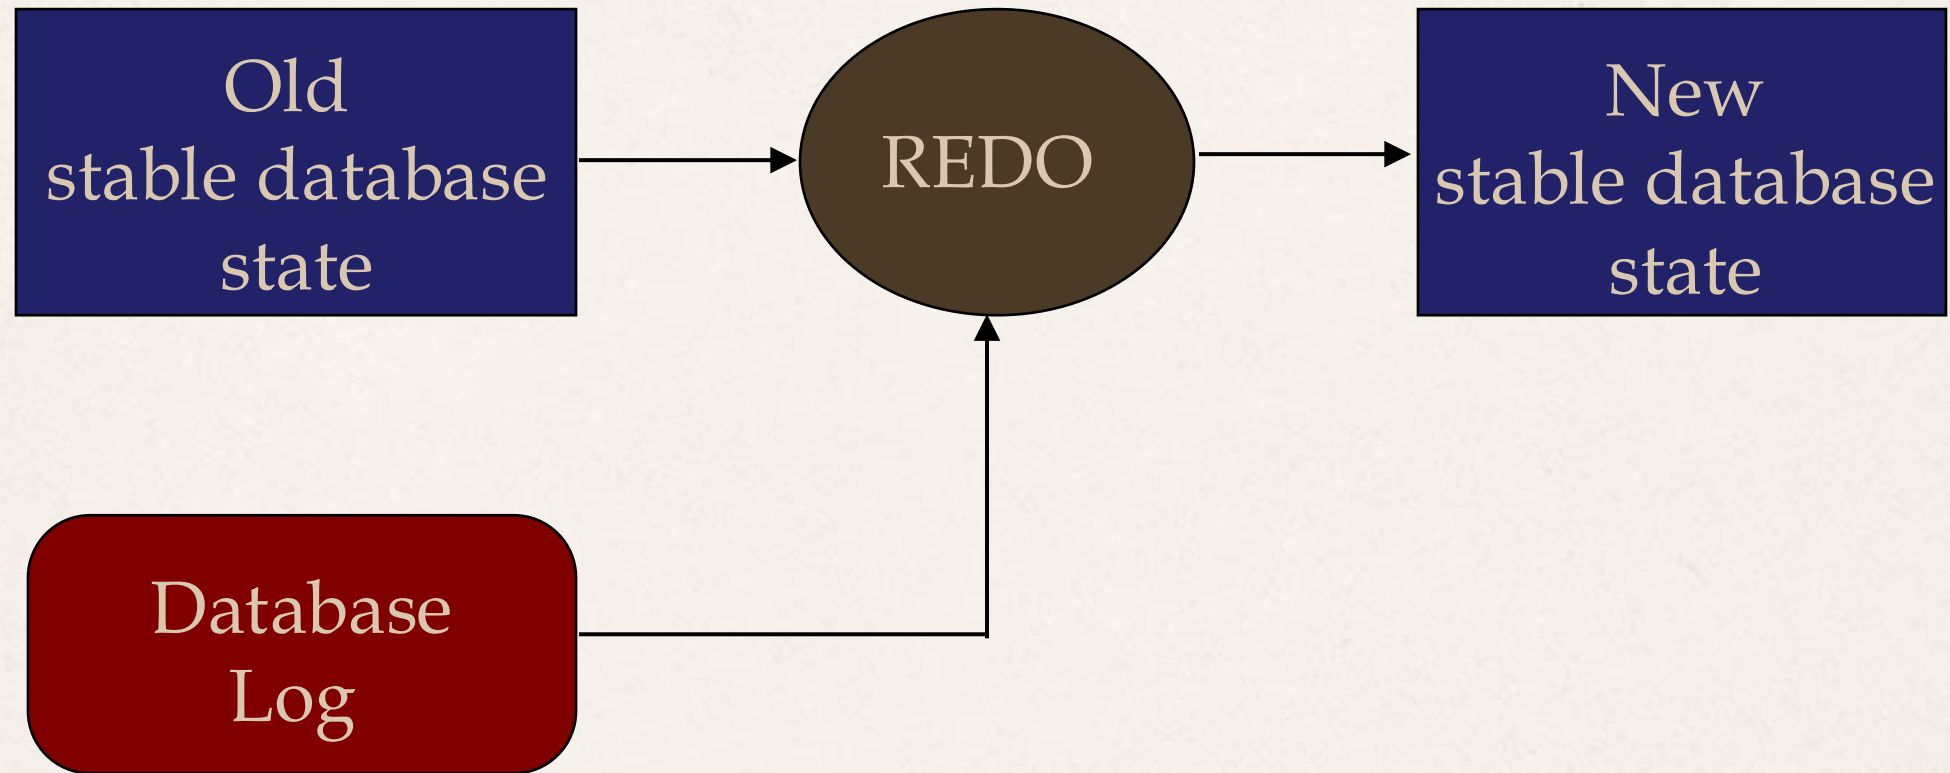 Old
stable database
state
REDO
New
stable database
state
Database
Log